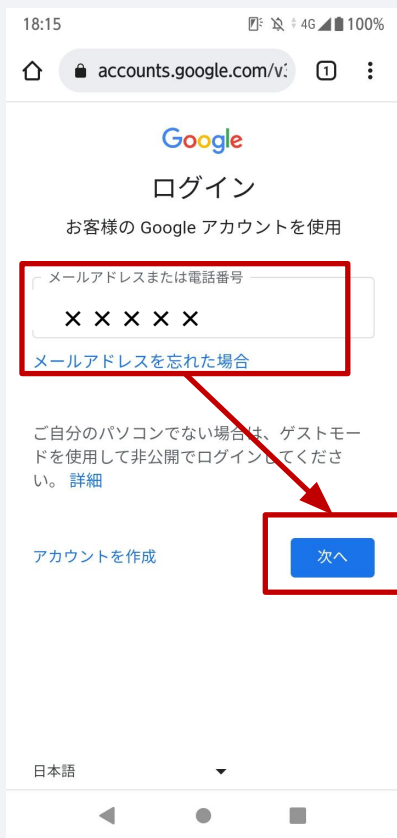 18:15 4G 100%
accounts.google.com/v3 1
Google
ログイン
お客様の Google アカウントを使用
メールアドレスまたは電話番号
×××××
メールアドレスを忘れた場合
ご自分のパソコンでない場合は、ゲストモー
ドを使用して非公開でログインしてくださ
い。 詳細
アカウントを作成 次へ
日本語